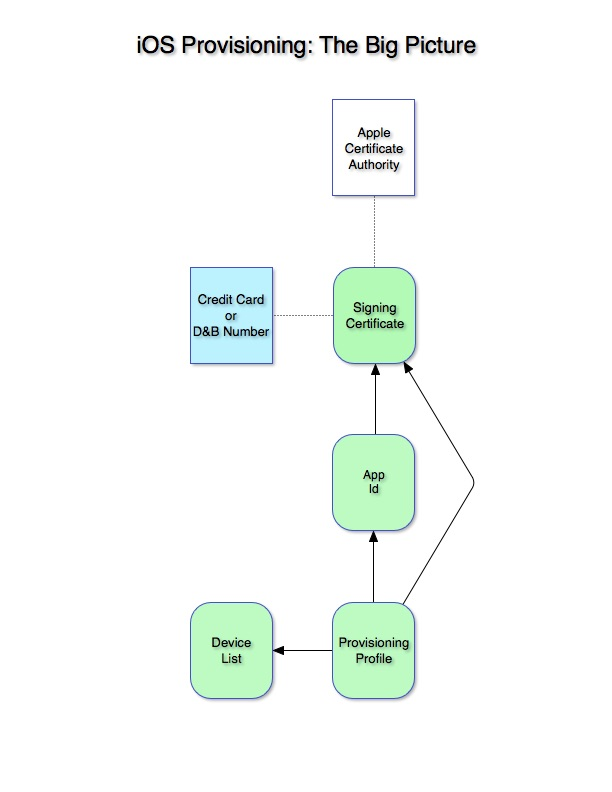 iOS Provisioning: The Big Picture
Apple
Certificate
Authority
Credit Card
or
D&B Number
Signing
Certificate
App
Id
Device
List
Provisioning
Profile